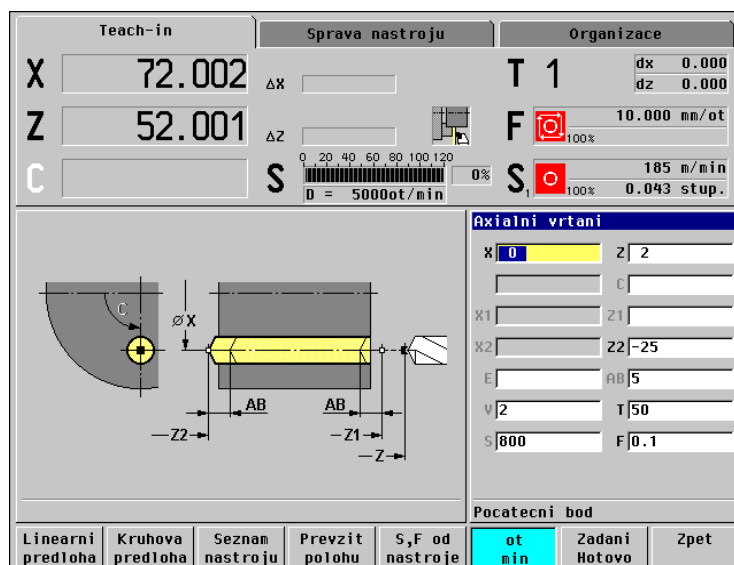 Teach-in
Sprava nastroju
Organizace
X 72.002
ΔX
T 1
dx 0.000
dz 0.000
Z 52.001
ΔZ
F 100% 10.000 mm/ot
C
S
0 20 40 60 80 100 120
0%
D = 5000ot/min
S1 100% 185 m/min
0.043 stup.
Axialni vrtani
X 0 Z 2
C
X1 Z1
X2 Z2 -25
E AB 5
V 2 T 50
S 800 F 0.1
Pocatecni bod
C
øX
AB AB
Z2 Z1
Z
Linearni predloha
Kruhova predloha
Seznam nastroju
Prevzit polohu
S,F od nastroje
ot min
Zadani Hotovo
Zpet